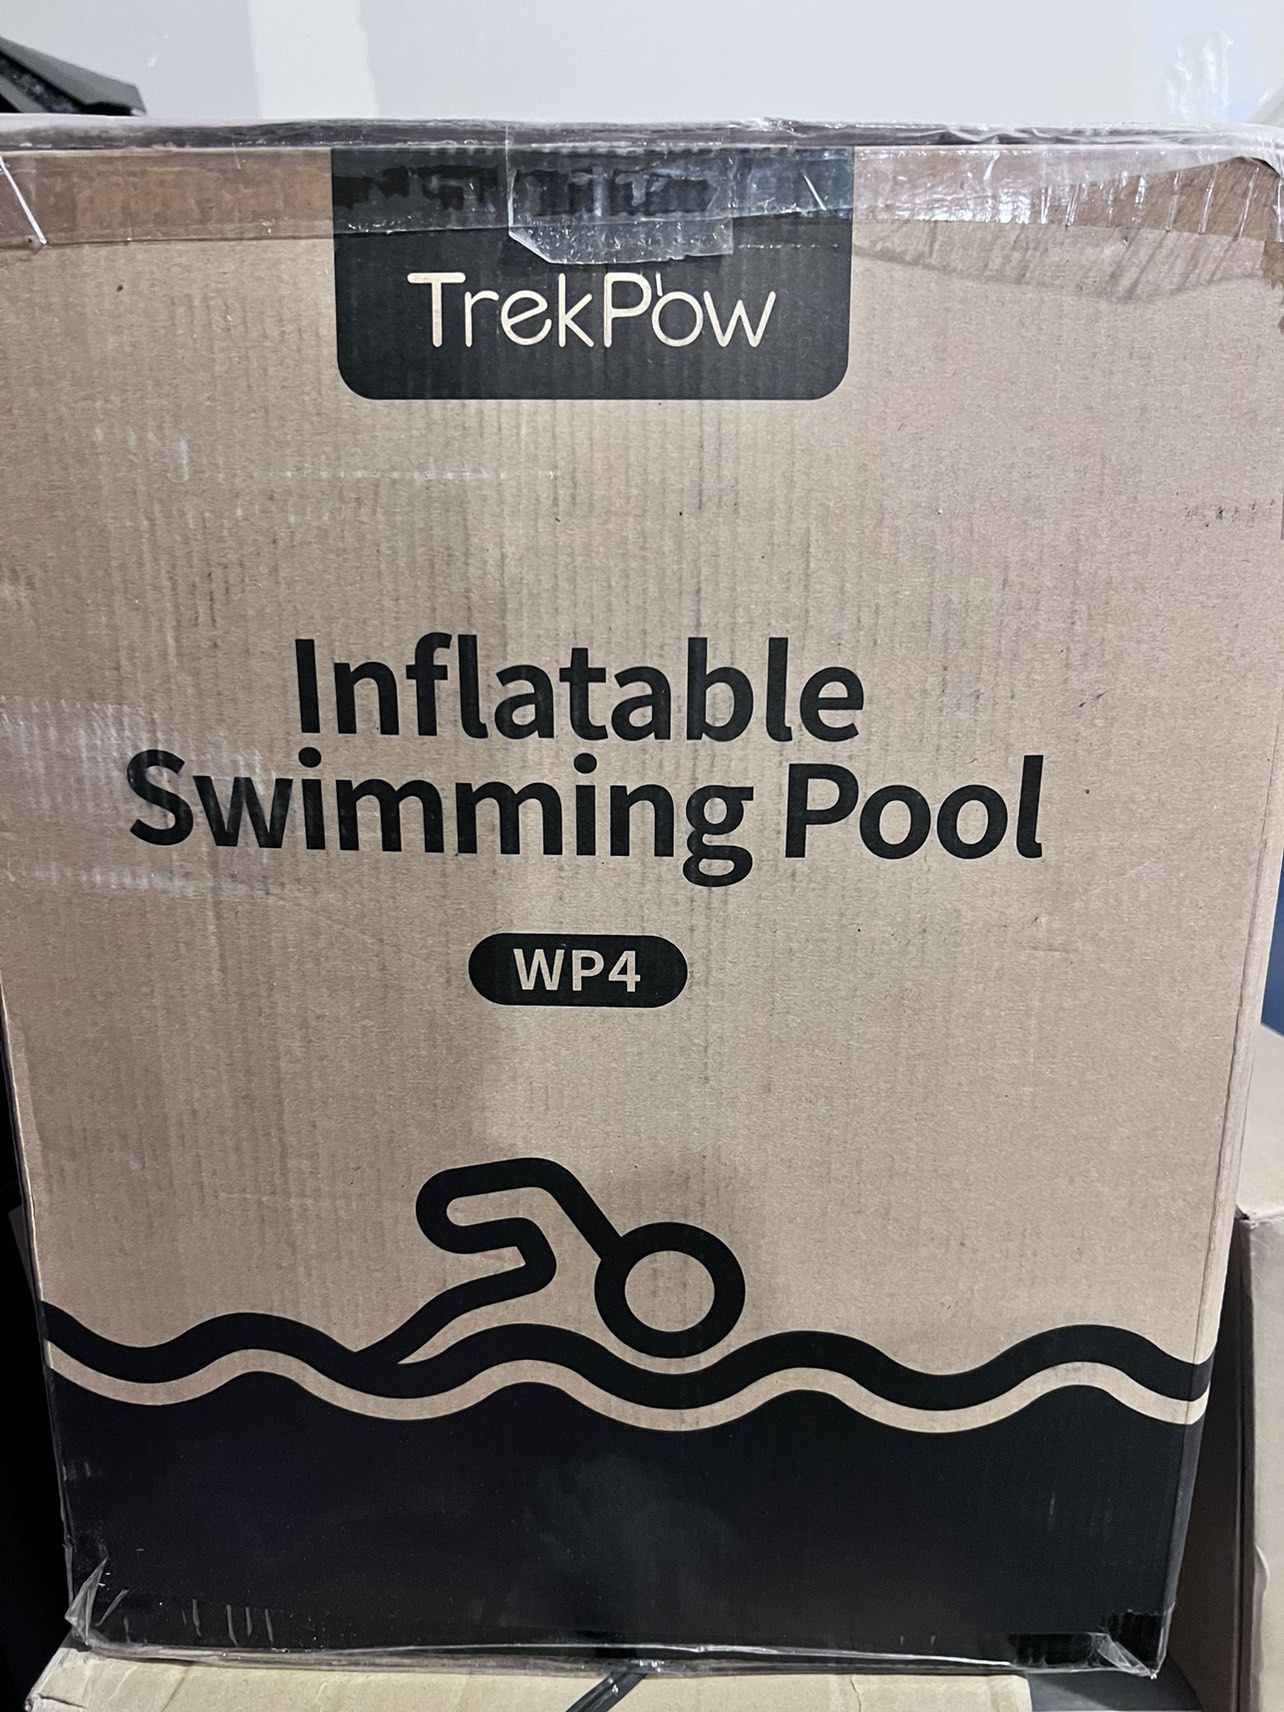 TrekPow
Inflatable
Swimming Pool
WP4